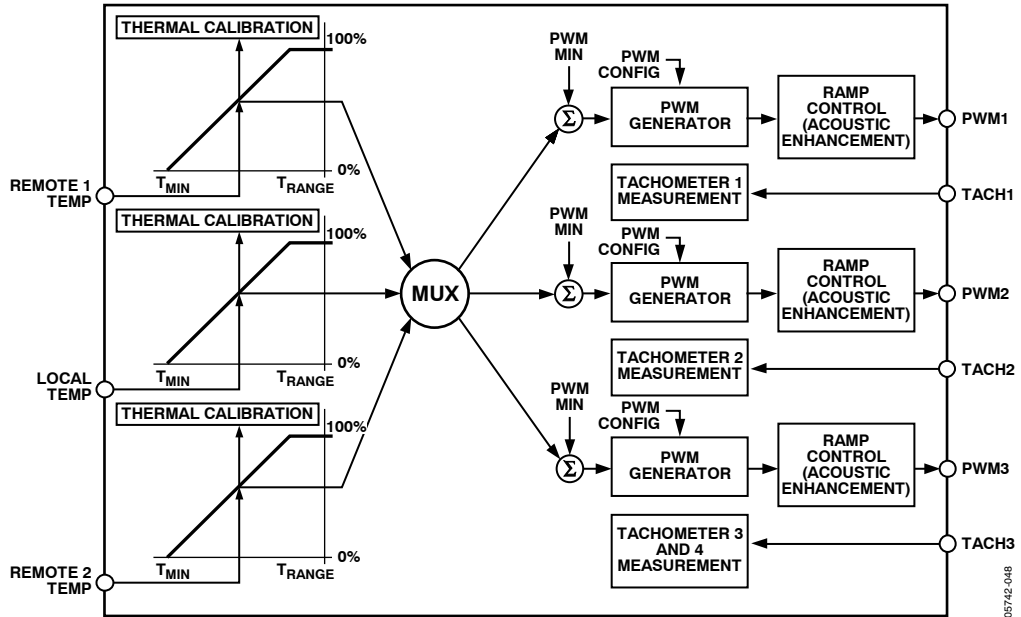 THERMAL CALIBRATION
100%
0%
T_MIN
T_RANGE
REMOTE 1
TEMP
THERMAL CALIBRATION
100%
0%
T_MIN
T_RANGE
LOCAL
TEMP
THERMAL CALIBRATION
100%
0%
T_MIN
T_RANGE
REMOTE 2
TEMP
MUX
PWM
MIN
Σ
PWM
CONFIG
PWM
GENERATOR
RAMP
CONTROL
(ACOUSTIC
ENHANCEMENT)
PWM1
TACHOMETER 1
MEASUREMENT
TACH1
PWM
MIN
Σ
PWM
CONFIG
PWM
GENERATOR
RAMP
CONTROL
(ACOUSTIC
ENHANCEMENT)
PWM2
TACHOMETER 2
MEASUREMENT
TACH2
PWM
MIN
Σ
PWM
CONFIG
PWM
GENERATOR
RAMP
CONTROL
(ACOUSTIC
ENHANCEMENT)
PWM3
TACHOMETER 3
AND 4
MEASUREMENT
TACH3
05742-048